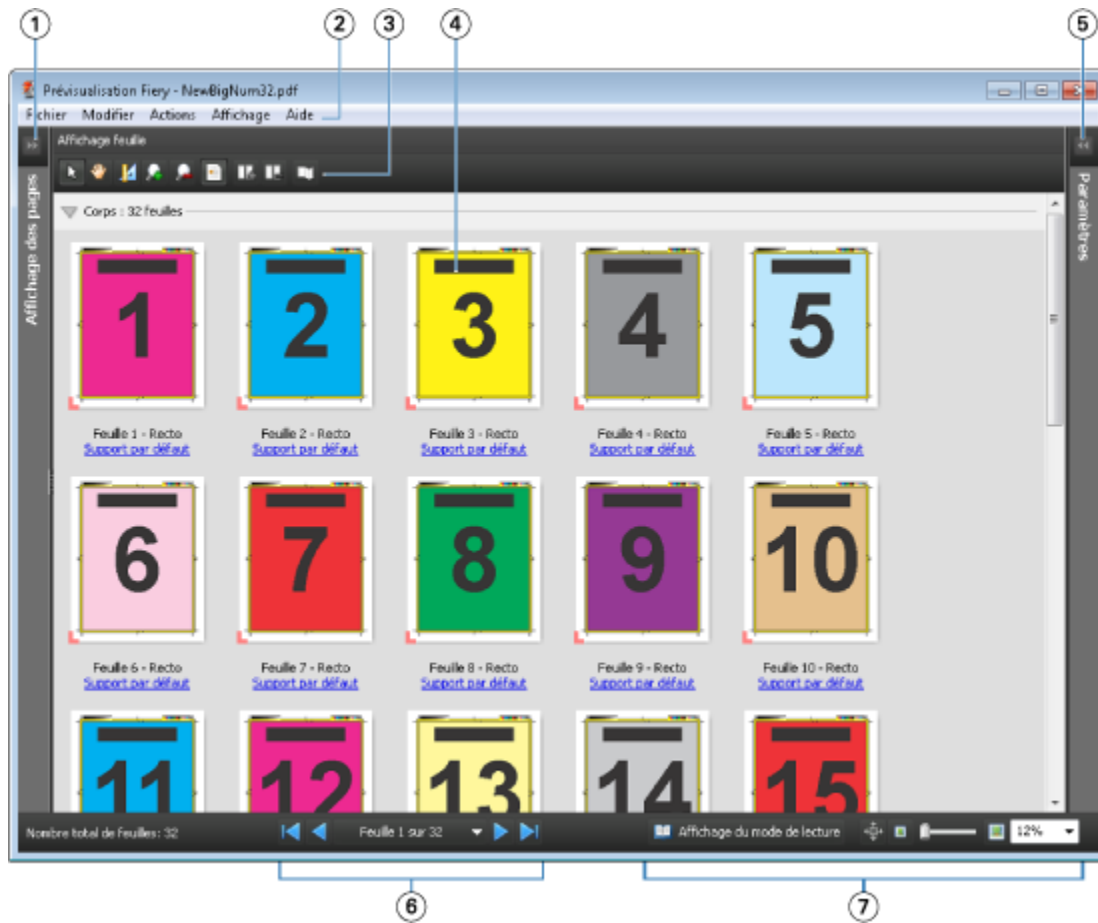 1 2 3 4 5
Prévisualisation Fiery - NewBigNum32.pdf
Fichier Modifier Actions Affichage Aide
Affichage feuille
Affichage des pages
Paramètres
Corps : 32 feuilles
1 2 3 4 5
Feuille 1 - Recto Feuille 2 - Recto Feuille 3 - Recto Feuille 4 - Recto Feuille 5 - Recto
Support par défaut Support par défaut Support par défaut Support par défaut Support par défaut
6 7 8 9 10
Feuille 6 - Recto Feuille 7 - Recto Feuille 8 - Recto Feuille 9 - Recto Feuille 10 - Recto
Support par défaut Support par défaut Support par défaut Support par défaut Support par défaut
11 12 13 14 15
Nombre total de feuilles: 32 Feuille 1 sur 32 Affichage du mode de lecture 12%
6 7